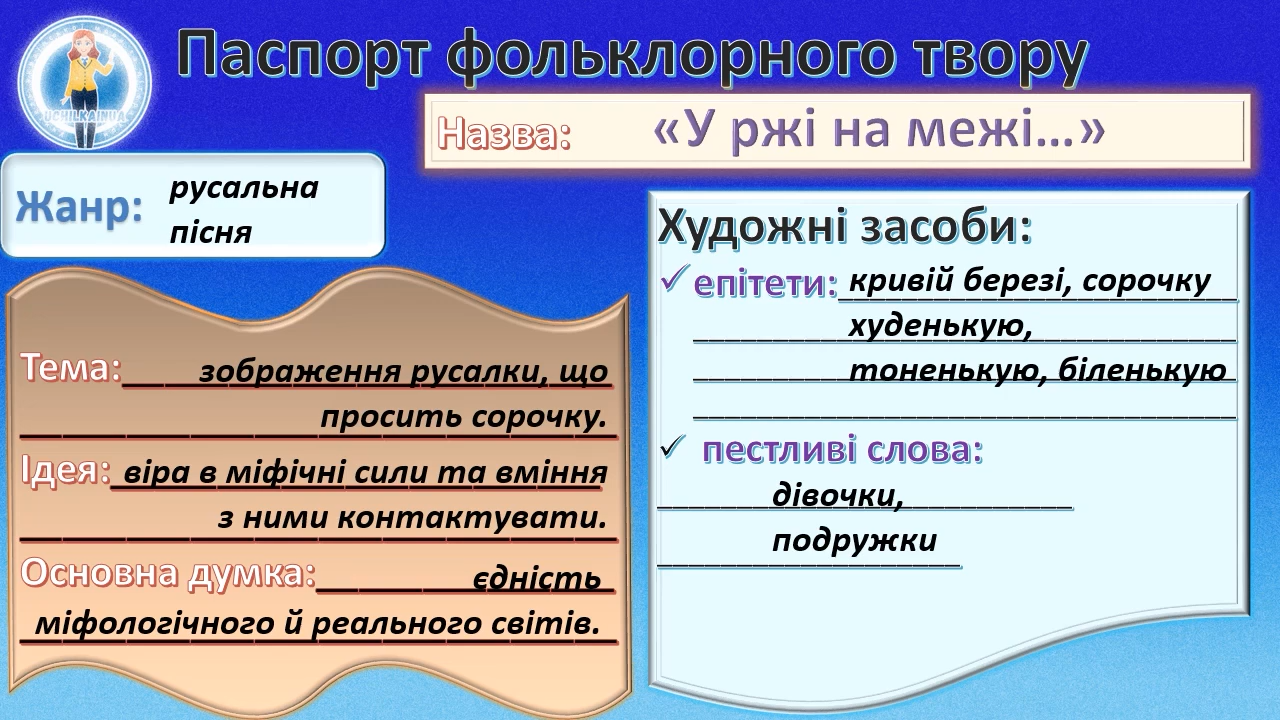 Паспорт фольклорного твору
UCHILKAINUA
Назва: «У ржі на межі...»
Жанр: русальна
пісня
Тема: зображення русалки, що
просить сорочку.
Ідея: віра в міфічні сили та вміння
з ними контактувати.
Основна думка: єдність
міфологічного й реального світів.
Художні засоби:
✓ епітети: кривій березі, сорочку
худенькую,
тоненькую, біленькую
✓ пестливі слова:
дівочки,
подружки